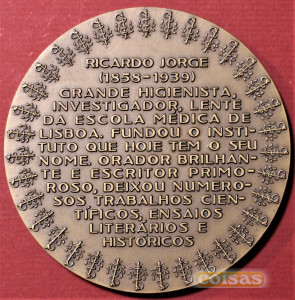 RICARDO JORGE
(1858-1939)
GRANDE HIGIENISTA,
INVESTIGADOR, LENTE
DA ESCOLA MÉDICA DE
LISBOA. FUNDOU O INSTI-
TUTO QUE HOJE TEM O SEU
NOME. ORADOR BRILHAN-
TE E ESCRITOR PRIMO-
ROSO, DEIXOU NUMERO-
SOS TRABALHOS CIEN-
TÍFICOS, ENSAIOS
LITERÁRIOS E
HISTÓRICOS
coisas